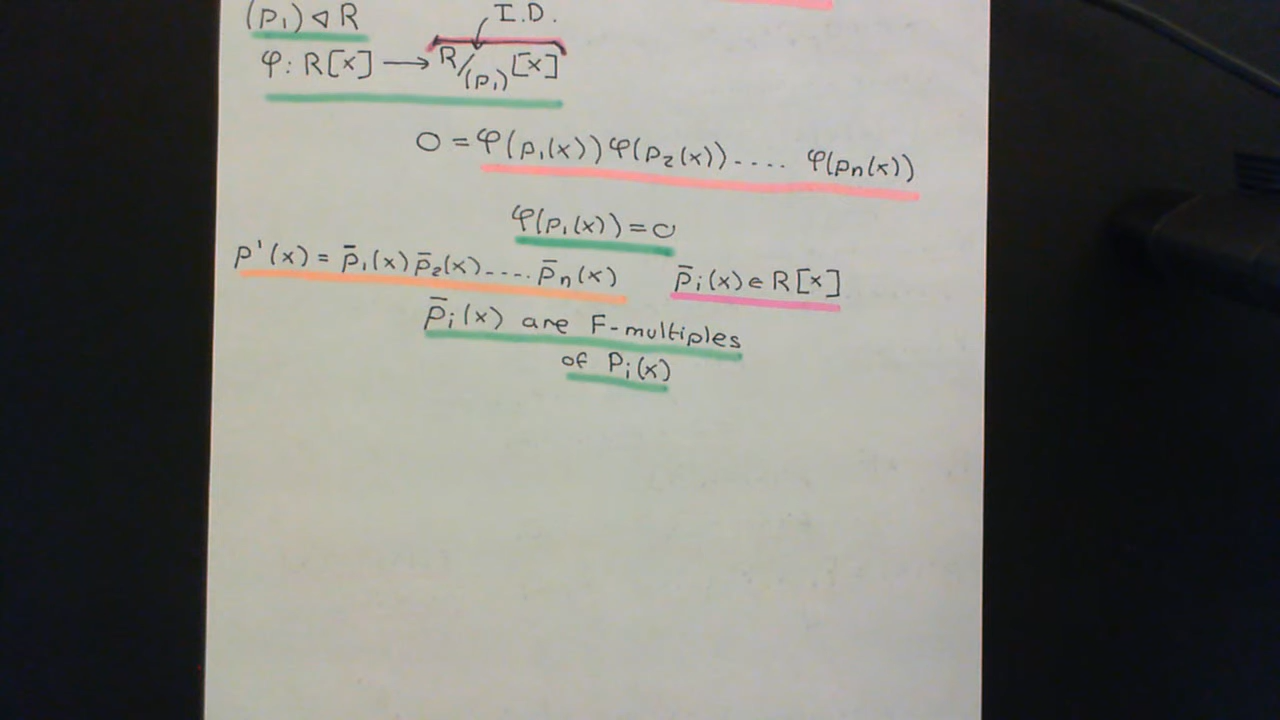 (p₁) ⊲ R
I.D.
φ: R[x] ⟶ R/(p₁) [x]
0 = φ(p₁(x)) φ(p₂(x)) .... φ(pₙ(x))
φ(p₁(x)) = 0
p'(x) = p̄₁(x) p̄₂(x) .... p̄ₙ(x)
p̄ᵢ(x) ∈ R[x]
p̄ᵢ(x) are F-multiples
of Pᵢ(x)